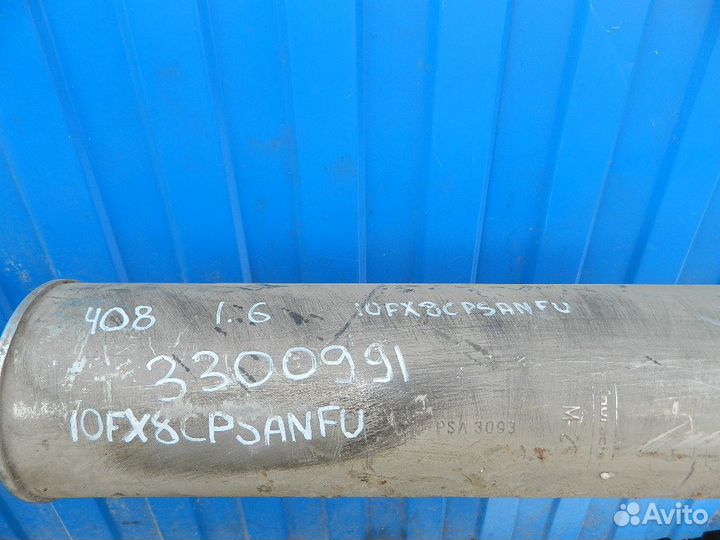 408 1.6 10FX8CPSANFU
3300991
10FX8CPSANFU
PSA 3093
M
Avito